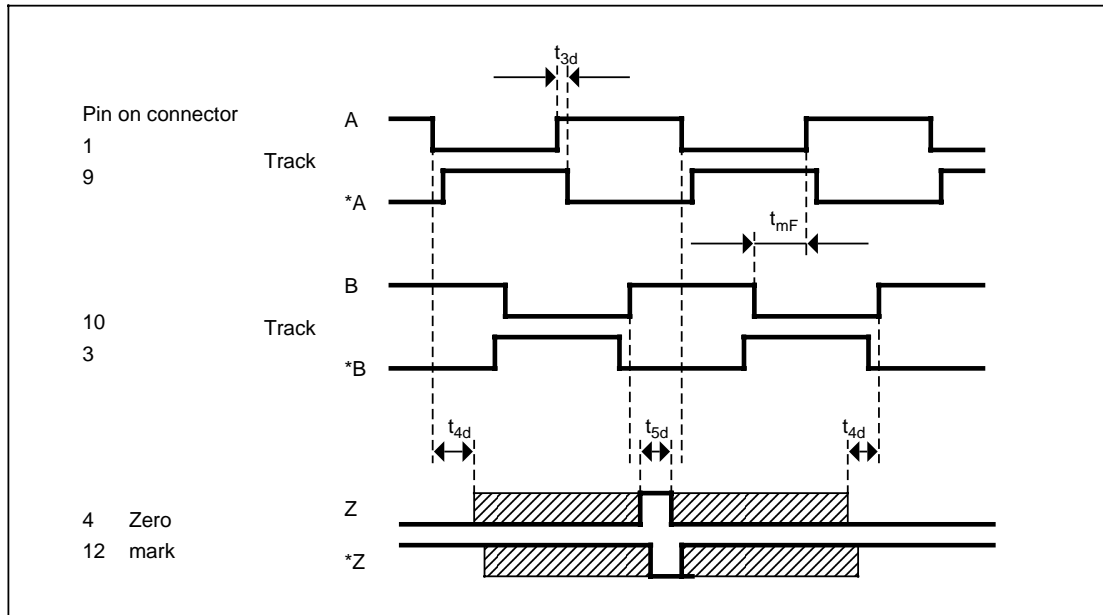 t3d
Pin on connector
A
1
Track
9
*A
tmF
B
10
Track
3
*B
t4d
t5d
t4d
Z
4 Zero
12 mark
*Z